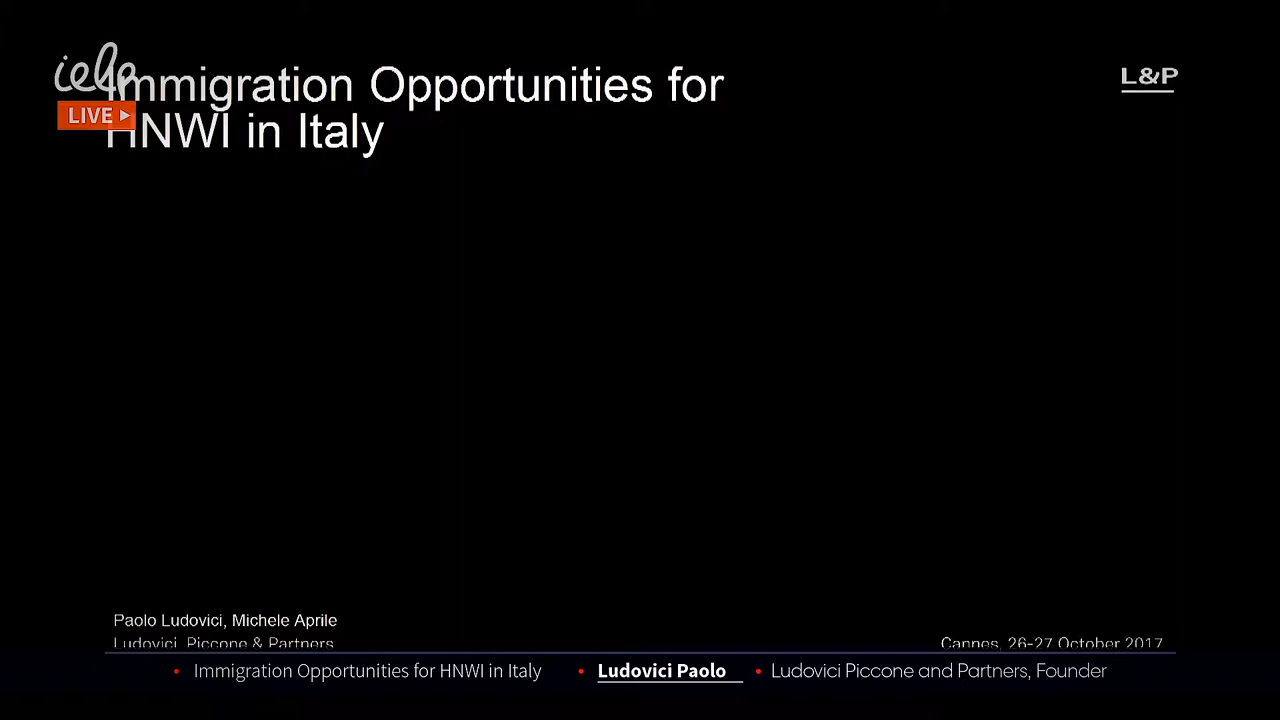 ielp
LIVE
Immigration Opportunities for
HNWI in Italy
L&P
Paolo Ludovici, Michele Aprile
Ludovici, Piccone & Partners
Cannes, 26-27 October 2017
• Immigration Opportunities for HNWI in Italy • Ludovici Paolo • Ludovici Piccone and Partners, Founder